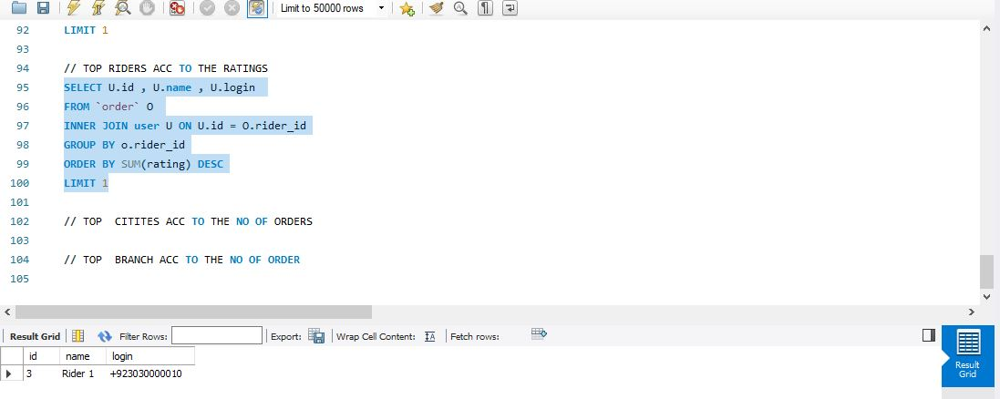 Limit to 50000 rows
92 LIMIT 1
93
94 // TOP RIDERS ACC TO THE RATINGS
95 SELECT U.id , U.name , U.login
96 FROM `order` O
97 INNER JOIN user U ON U.id = O.rider_id
98 GROUP BY o.rider_id
99 ORDER BY SUM(rating) DESC
100 LIMIT 1
101
102 // TOP  CITITES ACC TO THE NO OF ORDERS
103
104 // TOP  BRANCH ACC TO THE NO OF ORDER
105
Result Grid Filter Rows: Export: Wrap Cell Content: Fetch rows:
id name login
3 Rider 1 +923030000010
Result
Grid